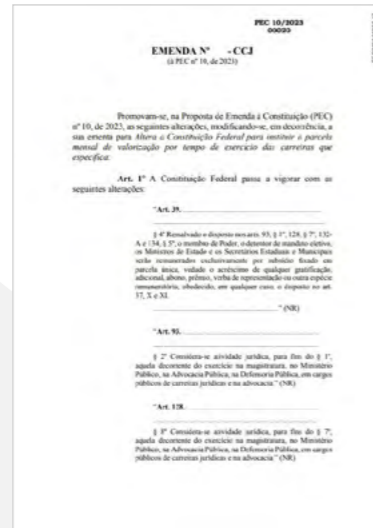 PEC 10/2023
00020
EMENDA Nº - CCJ
(à PEC nº 10, de 2023)
Promovam-se, na Proposta de Emenda à Constituição (PEC)
nº 10, de 2023, as seguintes alterações, modificando-se, em decorrência, a
sua ementa para Altera a Constituição Federal para instituir a parcela
mensal de valorização por tempo de exercício das carreiras que
especifica:
Art. 1º A Constituição Federal passa a vigorar com as
seguintes alterações:
"Art. 39.
§ 4º Ressalvado o disposto nos arts. 93, § 1º, 128, § 7º, 132-
A e 134, § 5º, o membro de Poder, o detentor de mandato eletivo,
os Ministros de Estado e os Secretários Estaduais e Municipais
serão remunerados exclusivamente por subsídio fixado em
parcela única, vedado o acréscimo de qualquer gratificação,
adicional, abono, prêmio, verba de representação ou outra espécie
remuneratória, obedecido, em qualquer caso, o disposto no art.
37, X e XI.
" (NR)
"Art. 93.
§ 2º Considera-se atividade jurídica, para fins do § 1º,
aquela decorrente do exercício na magistratura, no Ministério
Público, na Advocacia Pública, na Defensoria Pública, em cargos
públicos de carreiras jurídicas e na advocacia." (NR)
"Art. 128.
§ 8º Considera-se atividade jurídica, para fins do § 7º,
aquela decorrente do exercício na magistratura, no Ministério
Público, na Advocacia Pública, na Defensoria Pública, em cargos
públicos de carreiras jurídicas e na advocacia." (NR)